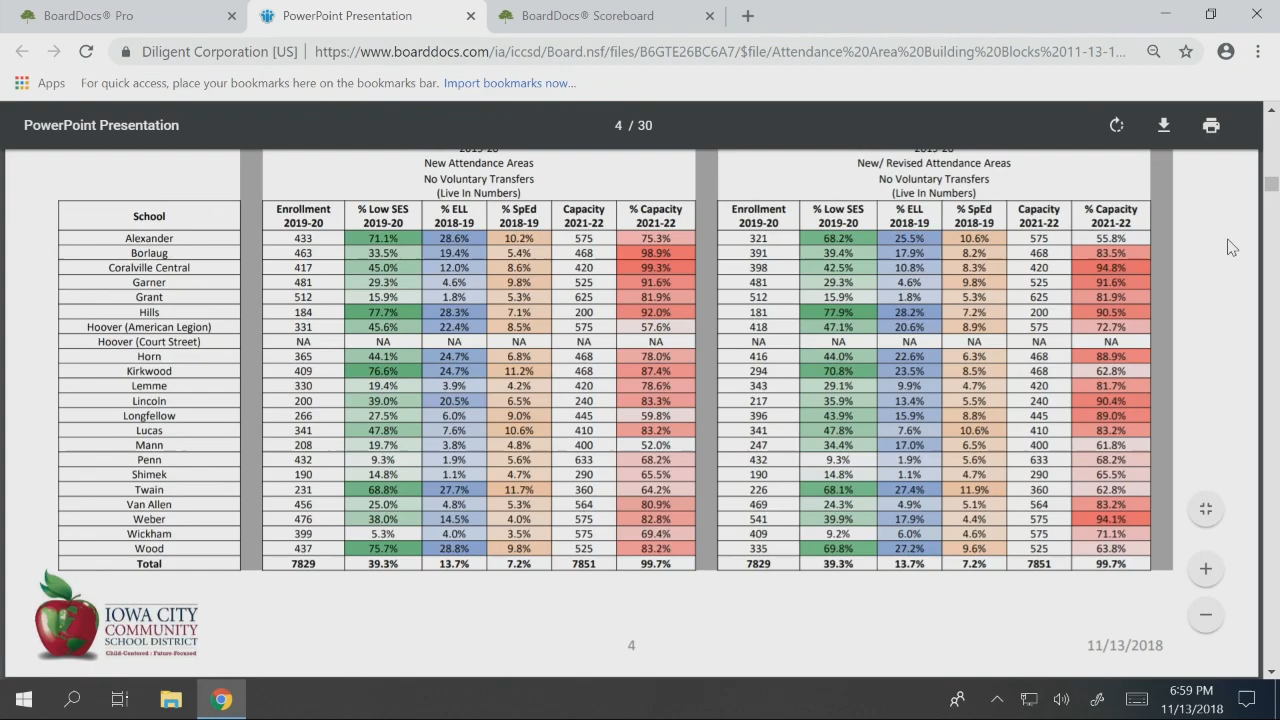 BoardDocs® Pro
PowerPoint Presentation
BoardDocs® Scoreboard
Diligent Corporation [US] https://www.boarddocs.com/ia/iccsd/Board.nsf/files/B6GTE26BC6A7/$file/Attendance%20Area%20Building%20Blocks%2011-13-1...
Apps For quick access, place your bookmarks here on the bookmarks bar. Import bookmarks now...
PowerPoint Presentation 4 / 30
2019-20 2019-20
New Attendance Areas New/ Revised Attendance Areas
No Voluntary Transfers No Voluntary Transfers
(Live In Numbers) (Live In Numbers)
School Enrollment 2019-20 % Low SES 2019-20 % ELL 2018-19 % SpEd 2018-19 Capacity 2021-22 % Capacity 2021-22 Enrollment 2019-20 % Low SES 2019-20 % ELL 2018-19 % SpEd 2018-19 Capacity 2021-22 % Capacity 2021-22
Alexander 433 71.1% 28.6% 10.2% 575 75.3% 321 68.2% 25.5% 10.6% 575 55.8%
Borlaug 463 33.5% 19.4% 5.4% 468 98.9% 391 39.4% 17.9% 8.2% 468 83.5%
Coralville Central 417 45.0% 12.0% 8.6% 420 99.3% 398 42.5% 10.8% 8.3% 420 94.8%
Garner 481 29.3% 4.6% 9.8% 525 91.6% 481 29.3% 4.6% 9.8% 525 91.6%
Grant 512 15.9% 1.8% 5.3% 625 81.9% 512 15.9% 1.8% 5.3% 625 81.9%
Hills 184 77.7% 28.3% 7.1% 200 92.0% 181 77.9% 28.2% 7.2% 200 90.5%
Hoover (American Legion) 331 45.6% 22.4% 8.5% 575 57.6% 418 47.1% 20.6% 8.9% 575 72.7%
Hoover (Court Street) NA NA NA NA NA NA NA NA NA NA NA NA
Horn 365 44.1% 24.7% 6.8% 468 78.0% 416 44.0% 22.6% 6.3% 468 88.9%
Kirkwood 409 76.6% 24.7% 11.2% 468 87.4% 294 70.8% 23.5% 8.5% 468 62.8%
Lemme 330 19.4% 3.9% 4.2% 420 78.6% 343 29.1% 9.9% 4.7% 420 81.7%
Lincoln 200 39.0% 20.5% 6.5% 240 83.3% 217 35.9% 13.4% 5.5% 240 90.4%
Longfellow 266 27.5% 6.0% 9.0% 445 59.8% 396 43.9% 15.9% 8.8% 445 89.0%
Lucas 341 47.8% 7.6% 10.6% 410 83.2% 341 47.8% 7.6% 10.6% 410 83.2%
Mann 208 19.7% 3.8% 4.8% 400 52.0% 247 34.4% 17.0% 6.5% 400 61.8%
Penn 432 9.3% 1.9% 5.6% 633 68.2% 432 9.3% 1.9% 5.6% 633 68.2%
Shimek 190 14.8% 1.1% 4.7% 290 65.5% 190 14.8% 1.1% 4.7% 290 65.5%
Twain 231 68.8% 27.7% 11.7% 360 64.2% 226 68.1% 27.4% 11.9% 360 62.8%
Van Allen 456 25.0% 4.8% 5.3% 564 80.9% 469 24.3% 4.9% 5.1% 564 83.2%
Weber 476 38.0% 14.5% 4.0% 575 82.8% 541 39.9% 17.9% 4.4% 575 94.1%
Wickham 399 5.3% 4.0% 3.5% 575 69.4% 409 9.2% 6.0% 4.6% 575 71.1%
Wood 437 75.7% 28.8% 9.8% 525 83.2% 335 69.8% 27.2% 9.6% 525 63.8%
Total 7829 39.3% 13.7% 7.2% 7851 99.7% 7829 39.3% 13.7% 7.2% 7851 99.7%
IOWA CITY
COMMUNITY
SCHOOL DISTRICT
Child-Centered : Future-Focused
4 11/13/2018
6:59 PM
11/13/2018